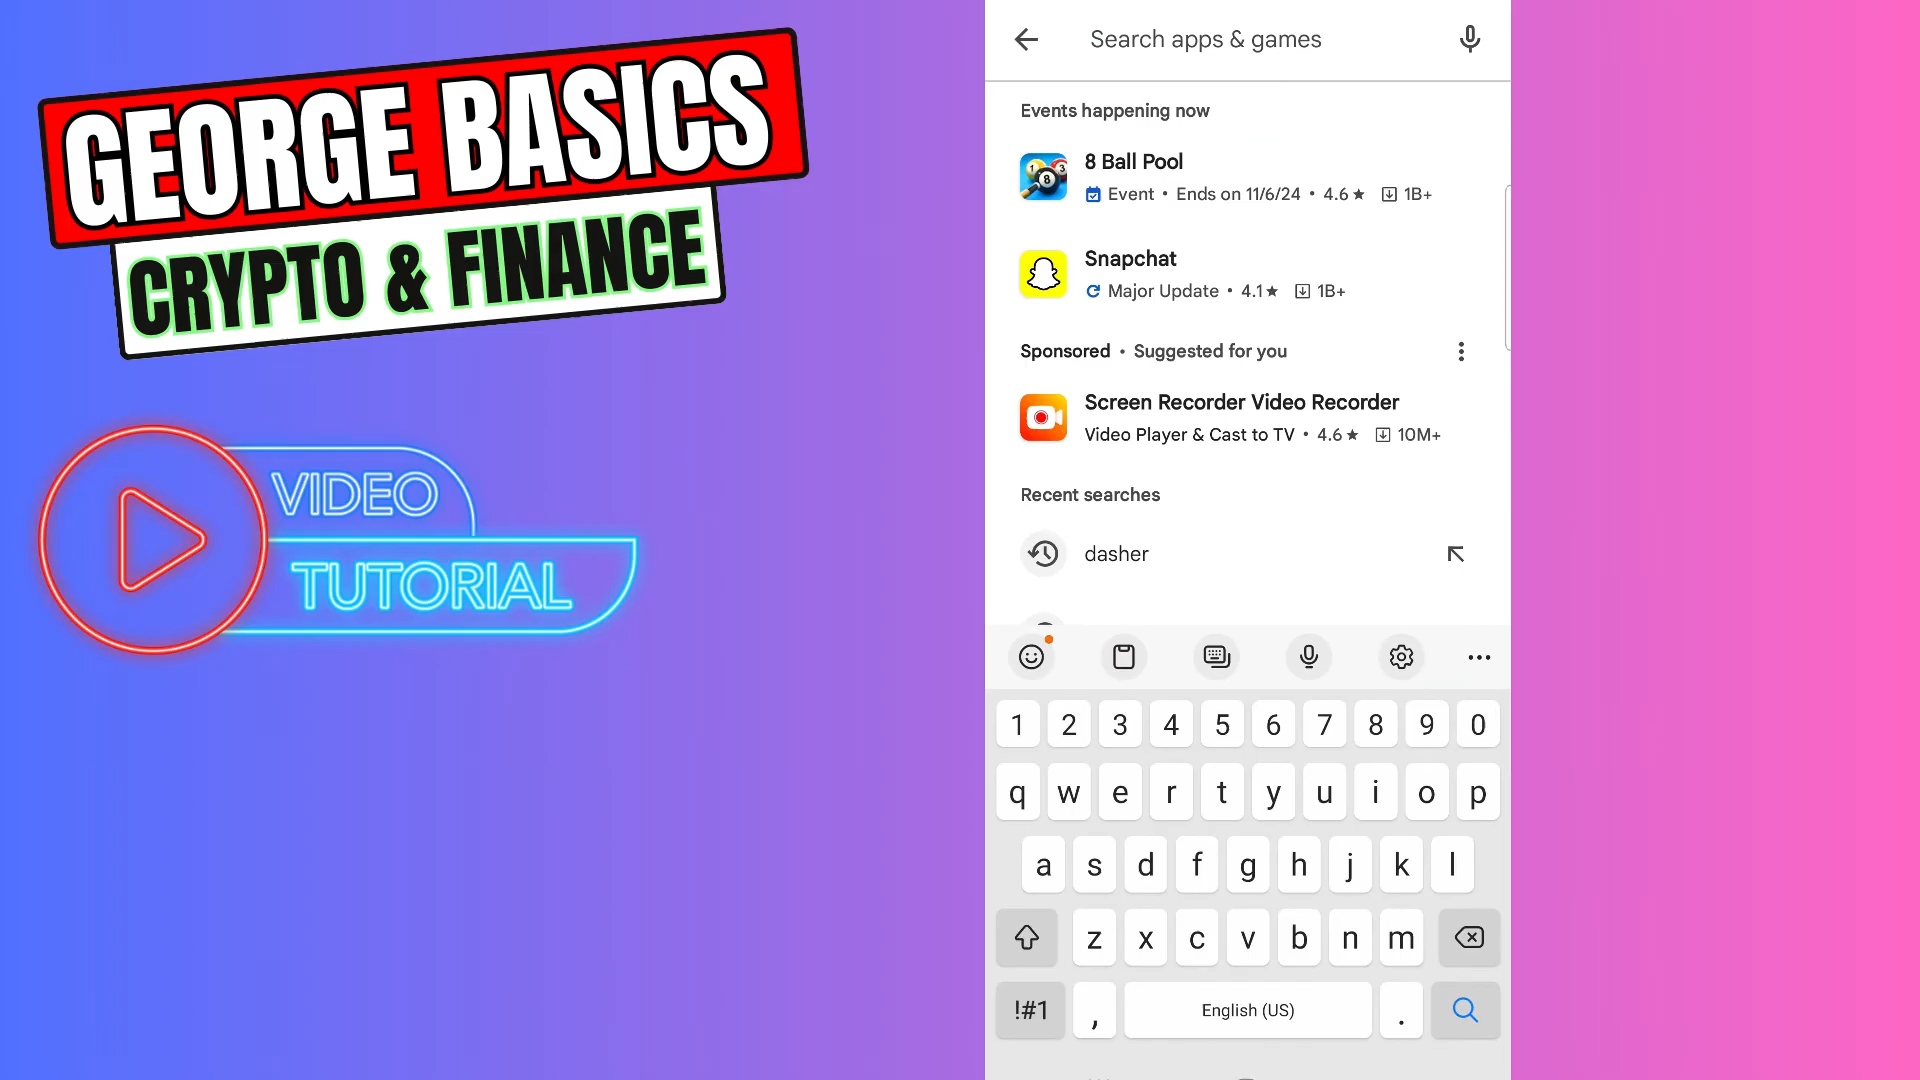 GEORGE BASICS
CRYPTO & FINANCE
VIDEO
TUTORIAL
Search apps & games
Events happening now
8 Ball Pool
Event • Ends on 11/6/24 • 4.6★ 1B+
Snapchat
Major Update • 4.1★ 1B+
Sponsored • Suggested for you
Screen Recorder Video Recorder
Video Player & Cast to TV • 4.6★ 10M+
Recent searches
dasher
1 2 3 4 5 6 7 8 9 0
q w e r t y u i o p
a s d f g h j k l
z x c v b n m
!#1 , English (US) .